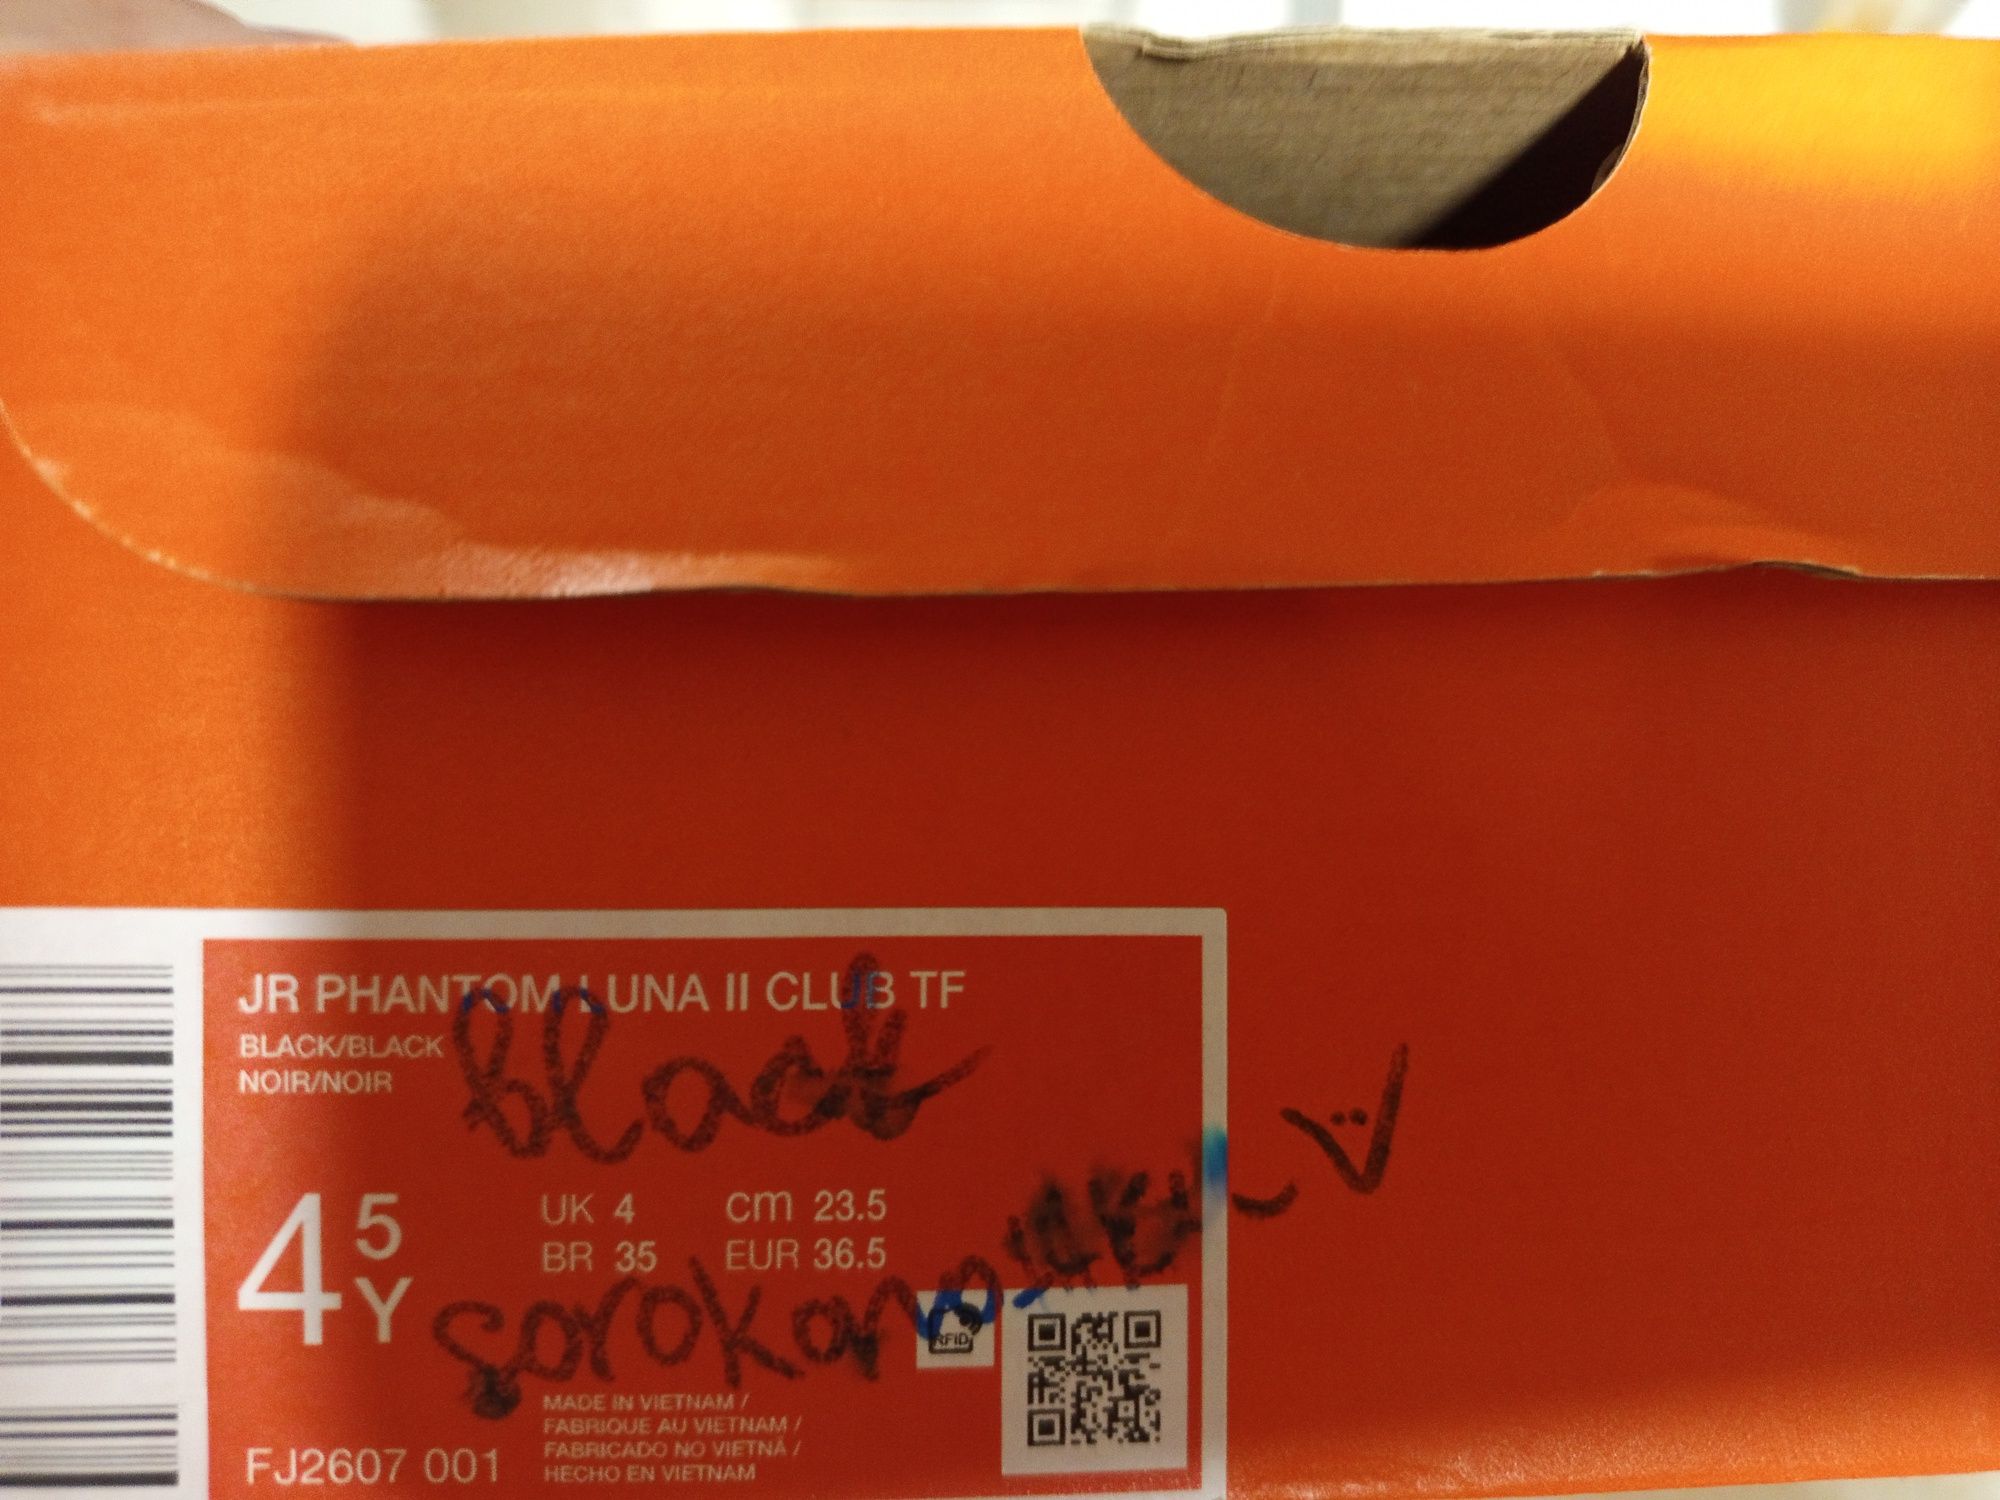 JR PHANTOM LUNA II CLUB TF
BLACK/BLACK
NOIR/NOIR
black
4 5 Y
UK 4 cm 23.5
BR 35 EUR 36.5
RFID
MADE IN VIETNAM /
FABRIQUE AU VIETNAM /
FABRICADO NO VIETNÃ /
HECHO EN VIETNAM
FJ2607 001